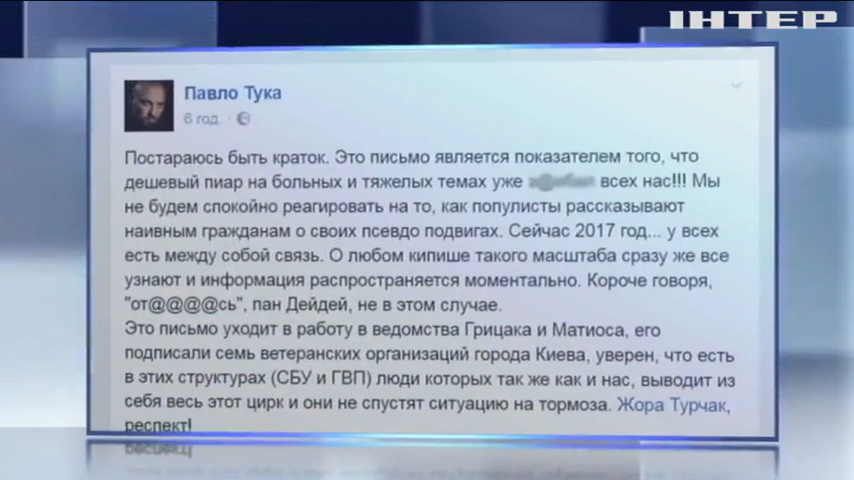 ІНТЕР
Павло Тука
6 год. ·
Постараюсь быть краток. Это письмо является показателем того, что
дешевый пиар на больных и тяжелых темах уже всех нас!!! Мы
не будем спокойно реагировать на то, как популисты рассказывают
наивным гражданам о своих псевдо подвигах. Сейчас 2017 год... у всех
есть между собой связь. О любом кипише такого масштаба сразу же все
узнают и информация распространяется моментально. Короче говоря,
"от@@@@сь", пан Дейдей, не в этом случае.
Это письмо уходит в работу в ведомства Грицака и Матиоса, его
подписали семь ветеранских организаций города Киева, уверен, что есть
в этих структурах (СБУ и ГВП) люди которых так же как и нас, выводит из
себя весь этот цирк и они не спустят ситуацию на тормоза. Жора Турчак,
респект!